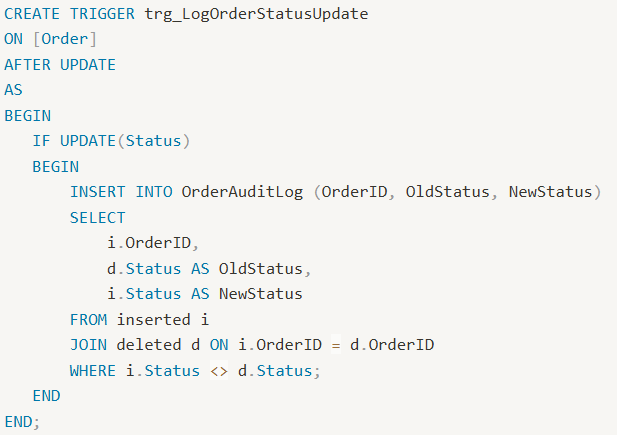 CREATE TRIGGER trg_LogOrderStatusUpdate
ON [Order]
AFTER UPDATE
AS
BEGIN
   IF UPDATE(Status)
   BEGIN
       INSERT INTO OrderAuditLog (OrderID, OldStatus, NewStatus)
       SELECT
           i.OrderID,
           d.Status AS OldStatus,
           i.Status AS NewStatus
       FROM inserted i
       JOIN deleted d ON i.OrderID = d.OrderID
       WHERE i.Status <> d.Status;
   END
END;